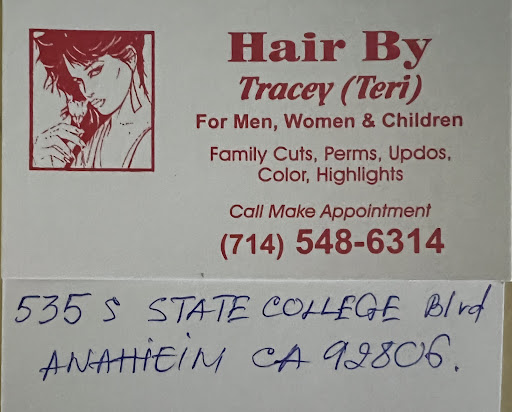 Hair By
Tracey (Teri)
For Men, Women & Children
Family Cuts, Perms, Updos,
Color, Highlights
Call Make Appointment
(714) 548-6314
535 S STATE COLLEGE Blvd
ANAHIEIM CA 92806.